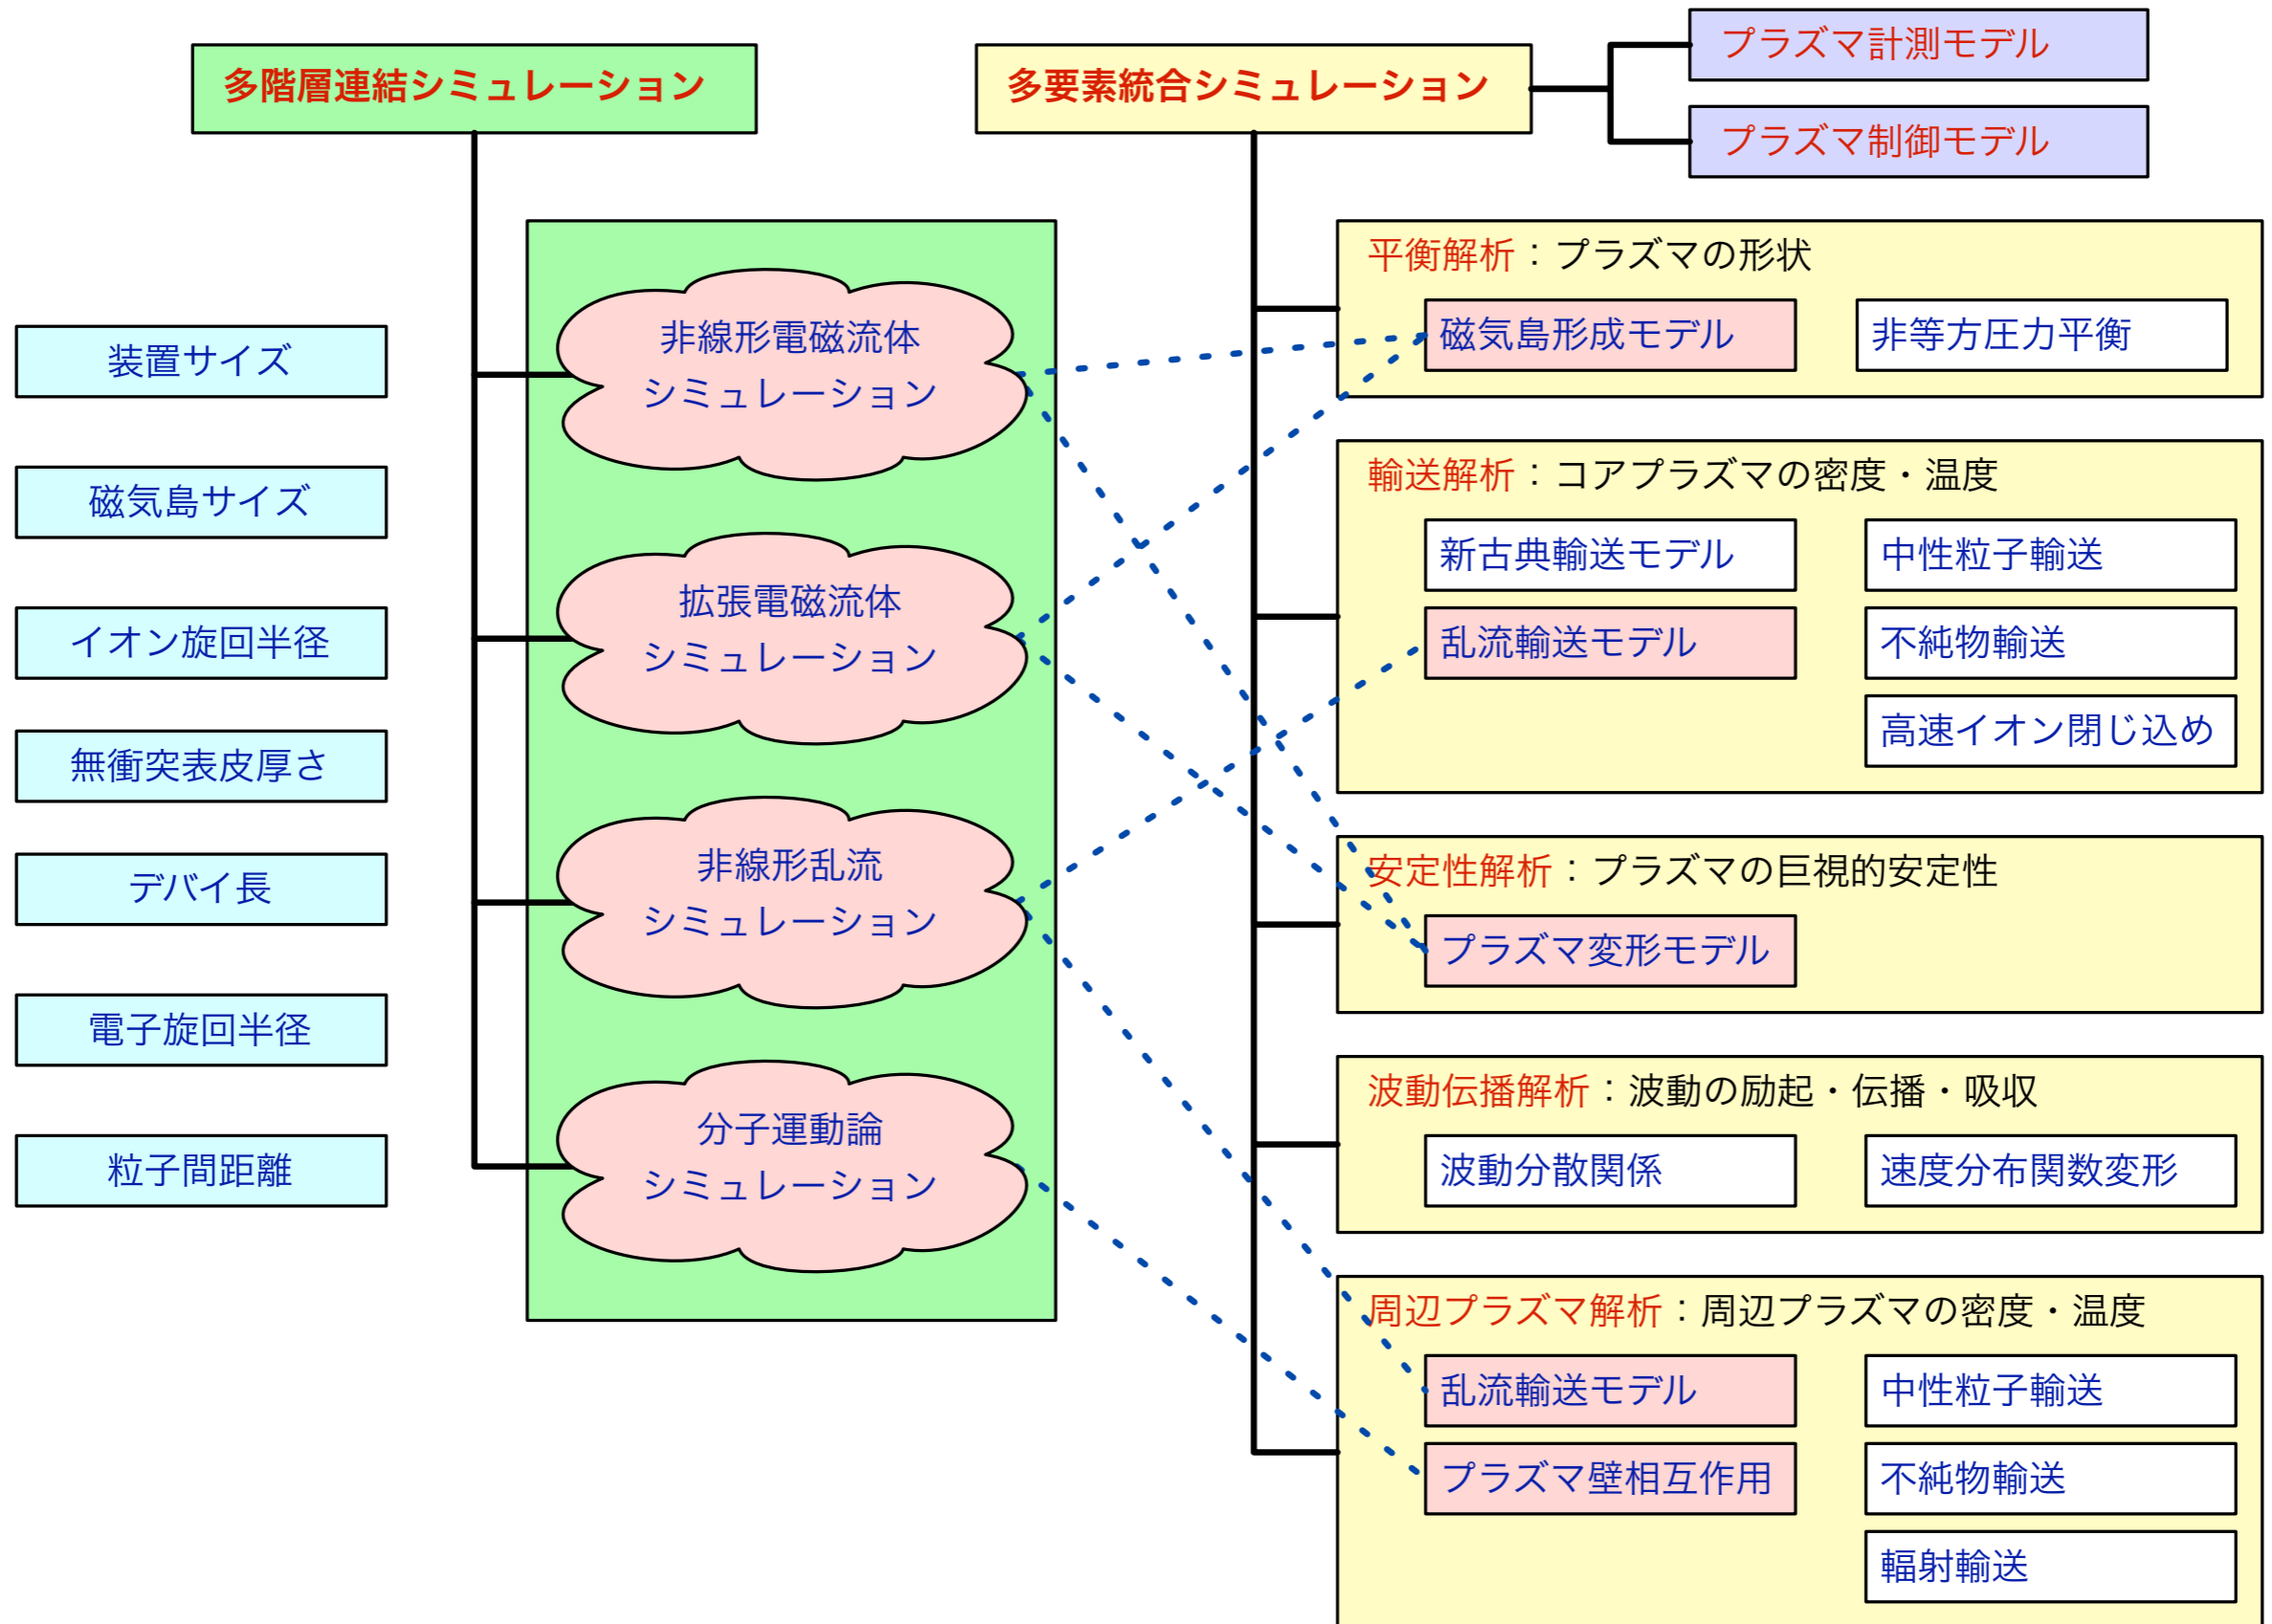 多階層連結シミュレーション
多要素統合シミュレーション
プラズマ計測モデル
プラズマ制御モデル
装置サイズ
磁気島サイズ
イオン旋回半径
無衝突表皮厚さ
デバイ長
電子旋回半径
粒子間距離
非線形電磁流体
シミュレーション
拡張電磁流体
シミュレーション
非線形乱流
シミュレーション
分子運動論
シミュレーション
平衡解析：プラズマの形状
磁気島形成モデル
非等方圧力平衡
輸送解析：コアプラズマの密度・温度
新古典輸送モデル
中性粒子輸送
乱流輸送モデル
不純物輸送
高速イオン閉じ込め
安定性解析：プラズマの巨視的安定性
プラズマ変形モデル
波動伝播解析：波動の励起・伝播・吸収
波動分散関係
速度分布関数変形
周辺プラズマ解析：周辺プラズマの密度・温度
乱流輸送モデル
中性粒子輸送
プラズマ壁相互作用
不純物輸送
輻射輸送